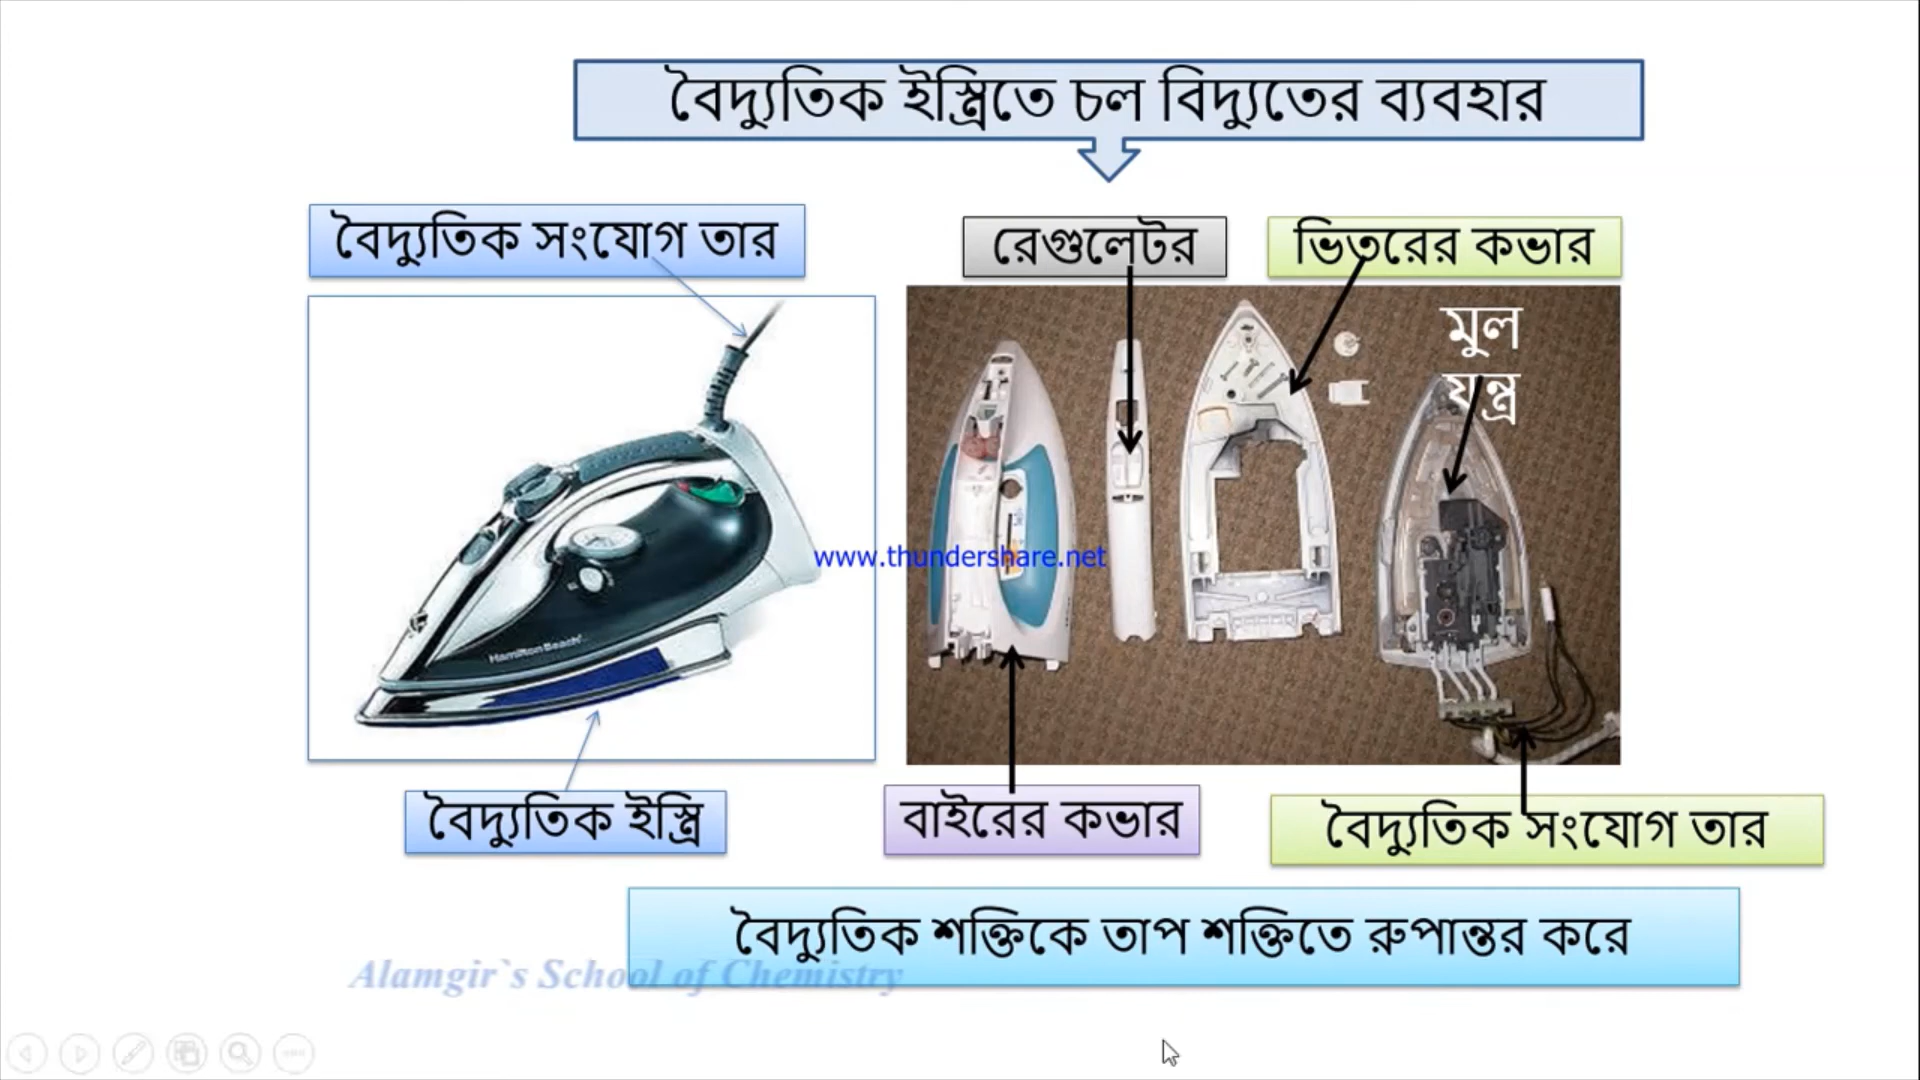 বৈদ্যুতিক ইস্ত্রিতে চল বিদ্যুতের ব্যবহার
বৈদ্যুতিক সংযোগ তার
রেগুলেটর
ভিতরের কভার
মুল
যন্ত্র
www.thundershare.net
HamiltonBeach
বৈদ্যুতিক ইস্ত্রি
বাইরের কভার
বৈদ্যুতিক সংযোগ তার
বৈদ্যুতিক শক্তিকে তাপ শক্তিতে রুপান্তর করে
Alamgir`s School of Chemistry